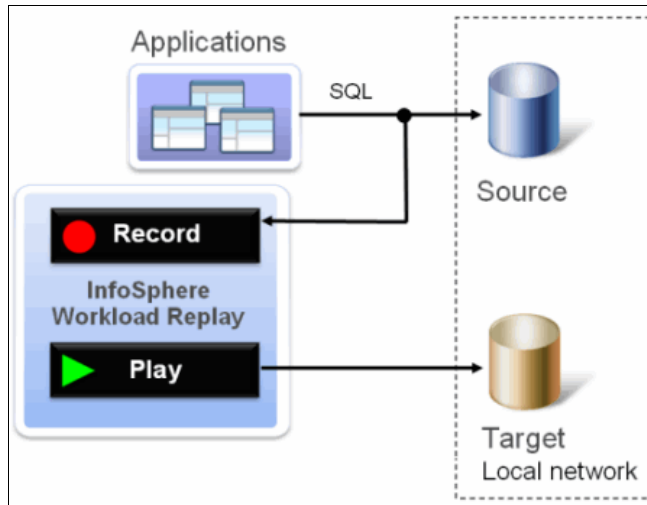 Applications
SQL
Source
Record
InfoSphere
Workload Replay
Play
Target
Local network